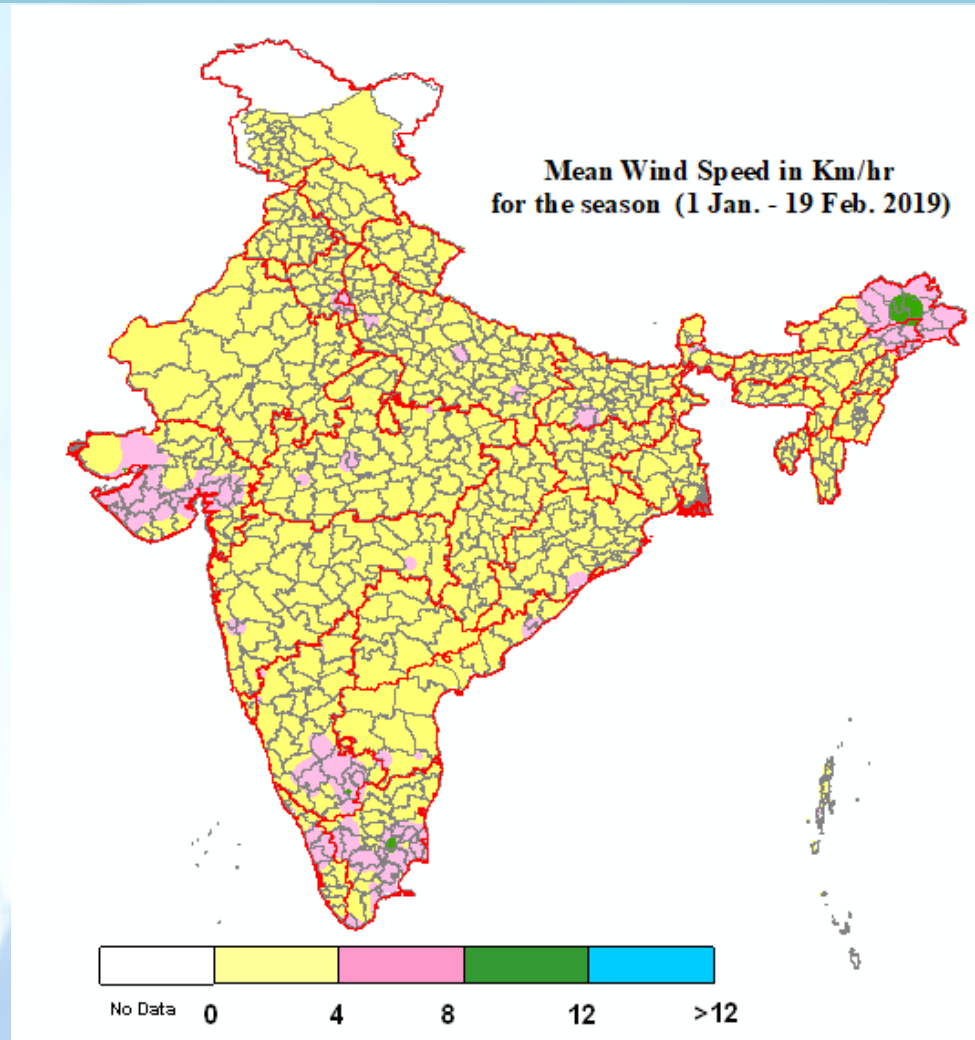 Mean Wind Speed in Km/hr
for the season (1 Jan. - 19 Feb. 2019)
No Data 0 4 8 12 >12